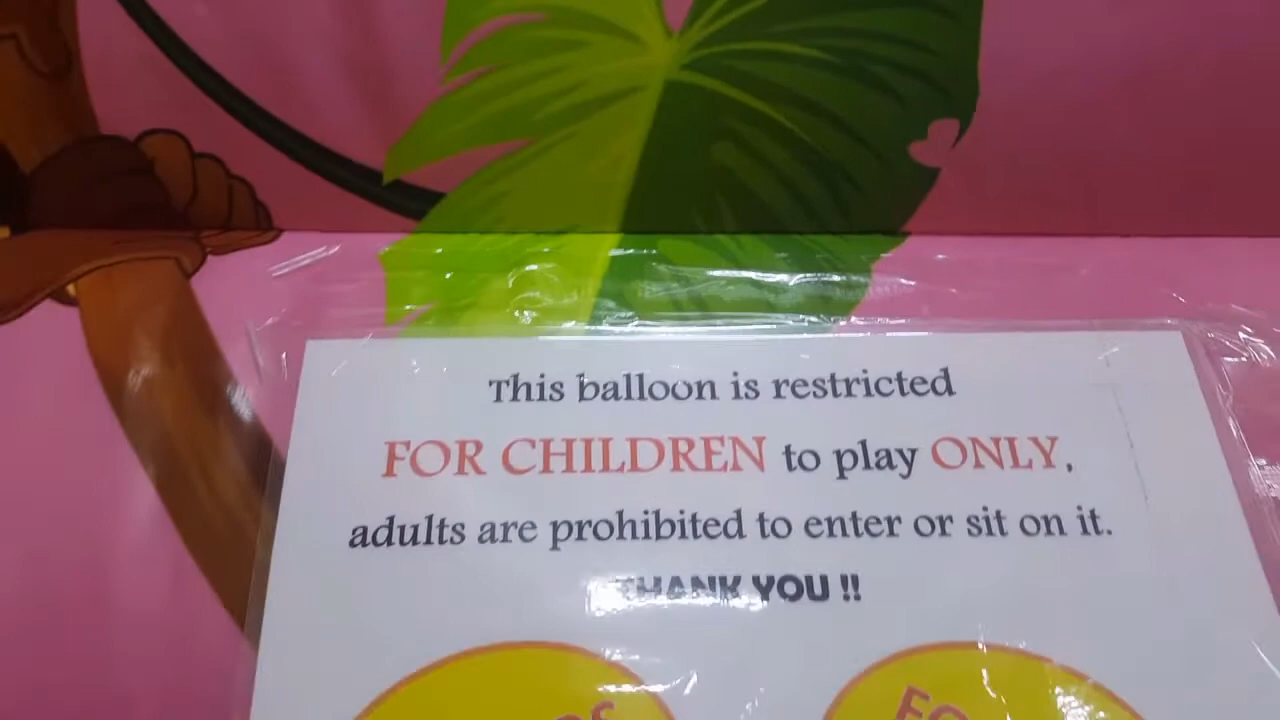 This balloon is restricted
FOR CHILDREN to play ONLY,
adults are prohibited to enter or sit on it.
THANK YOU !!